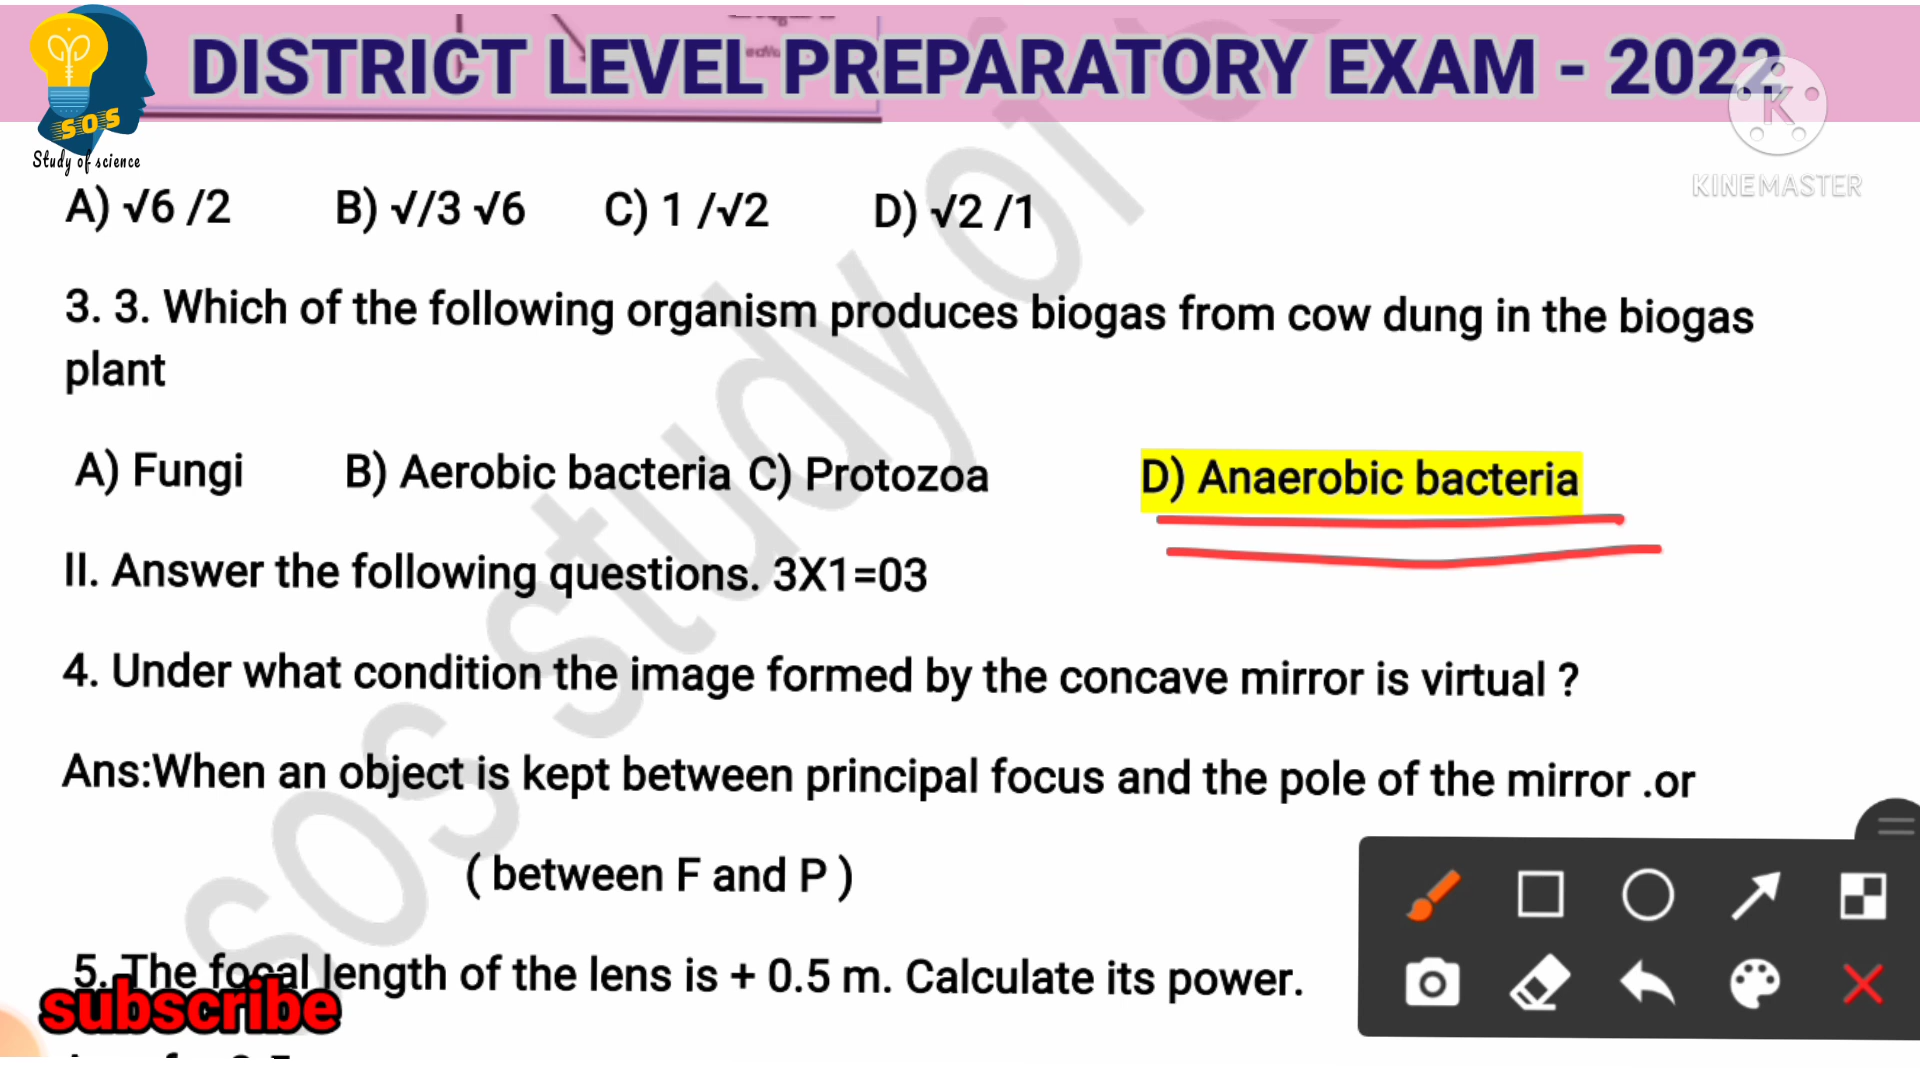 DISTRICT LEVEL PREPARATORY EXAM - 2022
SOS
Study of science
KINEMASTER
A) √6 /2 B) √//3 √6 C) 1 /√2 D) √2 /1
3. 3. Which of the following organism produces biogas from cow dung in the biogas
plant
A) Fungi B) Aerobic bacteria C) Protozoa D) Anaerobic bacteria
II. Answer the following questions. 3X1=03
4. Under what condition the image formed by the concave mirror is virtual ?
Ans:When an object is kept between principal focus and the pole of the mirror .or
( between F and P )
5. The focal length of the lens is + 0.5 m. Calculate its power.
subscribe
sos study of